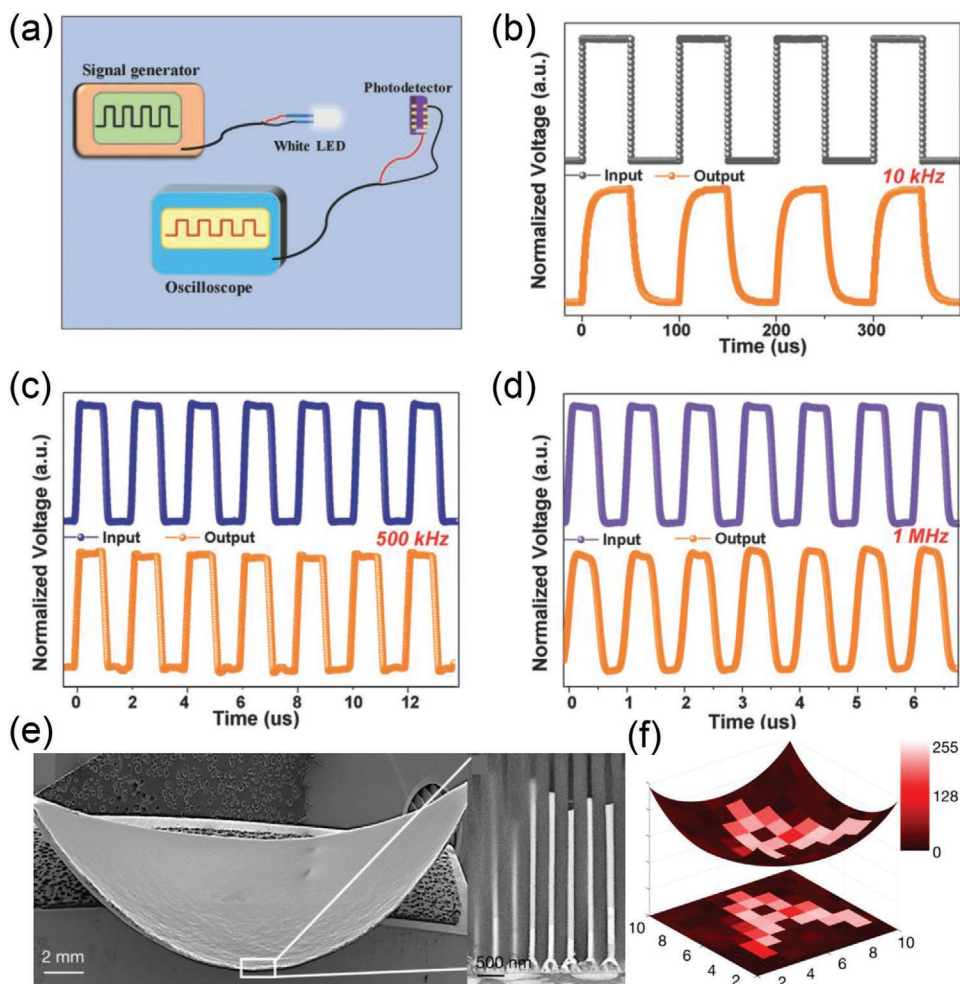 (a)
Signal generator
Photodetector
White LED
Oscilloscope
(b)
Normalized Voltage (a.u.)
Input Output 10 kHz
0 100 200 300
Time (us)
(c)
Normalized Voltage (a.u.)
Input Output 500 kHz
0 2 4 6 8 10 12
Time (us)
(d)
Normalized Voltage (a.u.)
Input Output 1 MHz
0 1 2 3 4 5 6
Time (us)
(e)
2 mm
500 nm
(f)
255
128
0
10
8
6
4
2
2
4
6
8
10